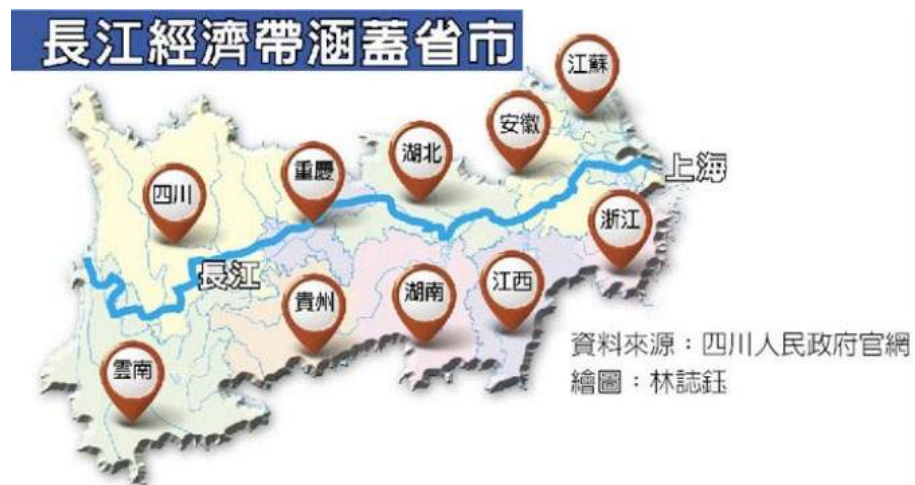 長江經濟帶涵蓋省市
江蘇
安徽
湖北
重慶
四川
上海
浙江
長江
貴州
湖南
江西
雲南
資料來源：四川人民政府官網
繪圖：林誌鈺